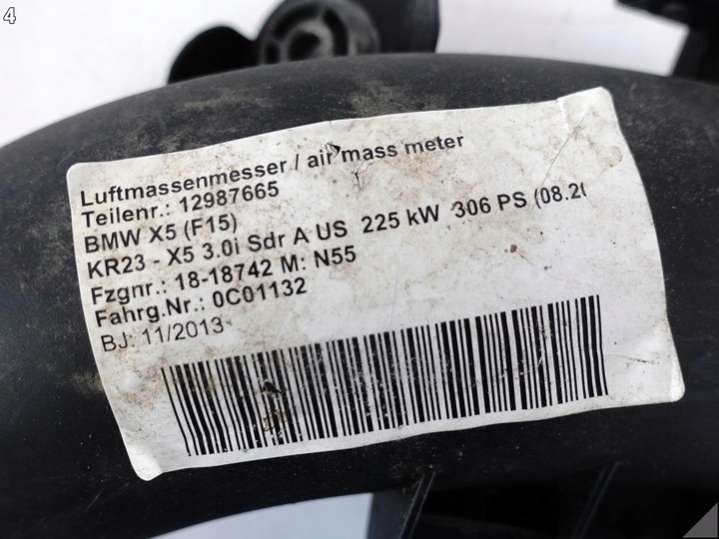 4
Luftmassenmesser / air mass meter
Teilenr.: 12987665
BMW X5 (F15)
KR23 - X5 3.0i Sdr A US 225 kW 306 PS (08.20
Fzgnr.: 18-18742 M: N55
Fahrg.Nr.: 0C01132
BJ: 11/2013